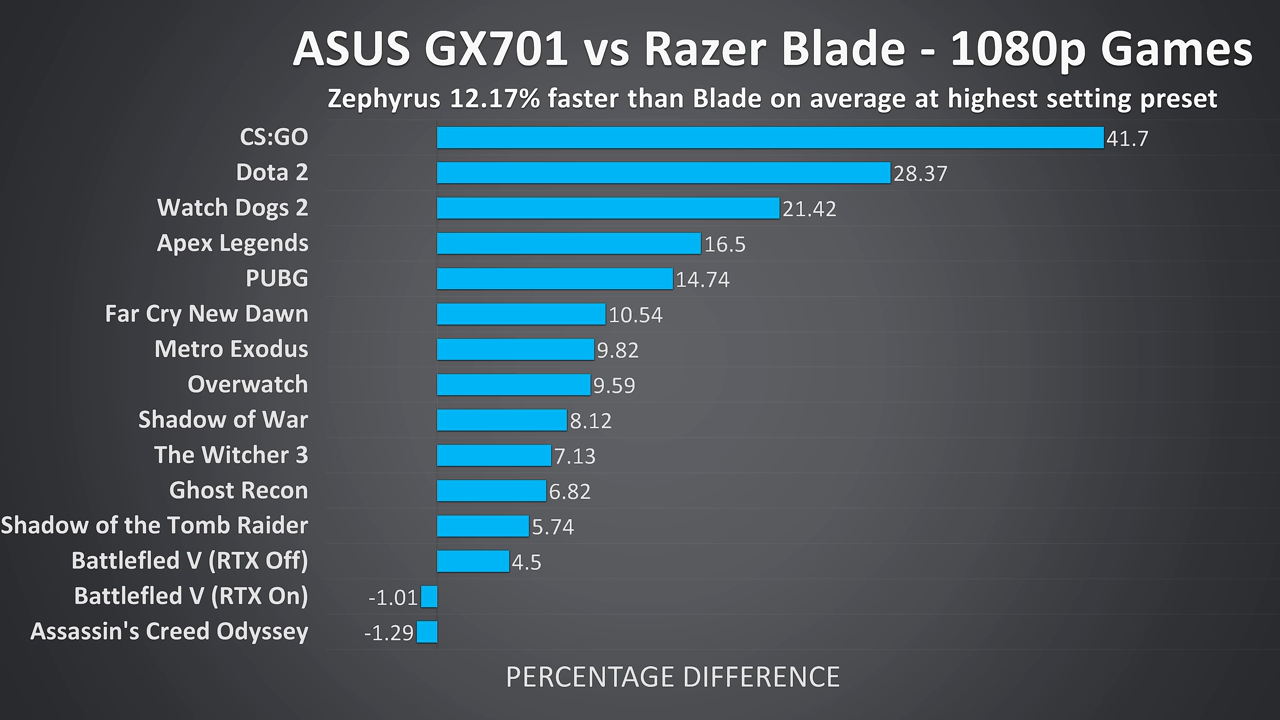 ASUS GX701 vs Razer Blade - 1080p Games
Zephyrus 12.17% faster than Blade on average at highest setting preset
CS:GO 41.7
Dota 2 28.37
Watch Dogs 2 21.42
Apex Legends 16.5
PUBG 14.74
Far Cry New Dawn 10.54
Metro Exodus 9.82
Overwatch 9.59
Shadow of War 8.12
The Witcher 3 7.13
Ghost Recon 6.82
Shadow of the Tomb Raider 5.74
Battlefled V (RTX Off) 4.5
Battlefled V (RTX On) -1.01
Assassin's Creed Odyssey -1.29
PERCENTAGE DIFFERENCE